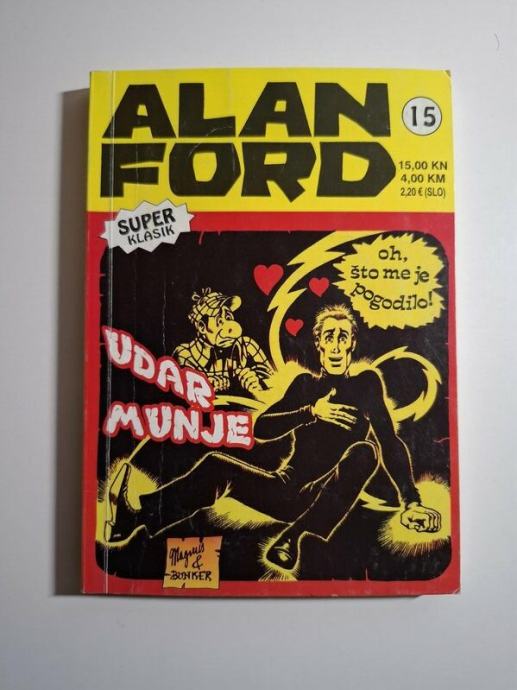 ALAN
FORD
15
15,00 KN
4,00 KM
2,20 € (SLO)
SUPER
KLASIK
oh,
što me je
pogodilo!
UDAR
MUNJE
Magnus
&
BUNKER